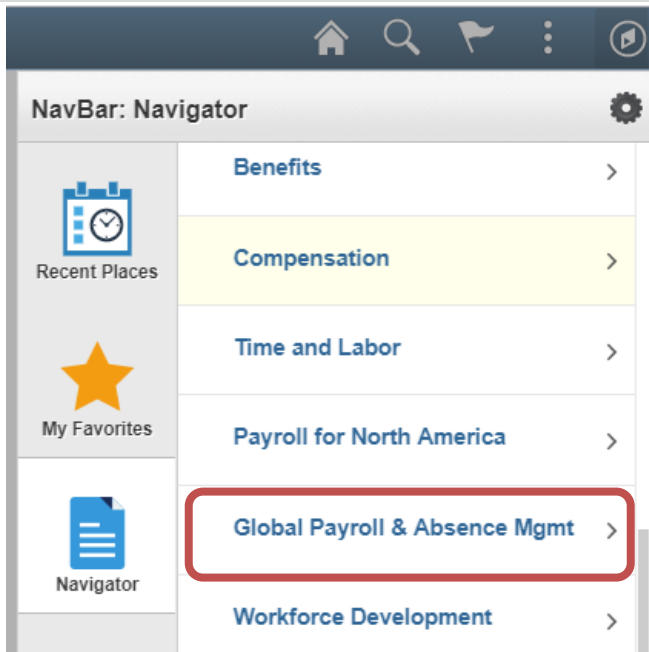 NavBar: Navigator
Recent Places
My Favorites
Navigator
Benefits
Compensation
Time and Labor
Payroll for North America
Global Payroll & Absence Mgmt
Workforce Development